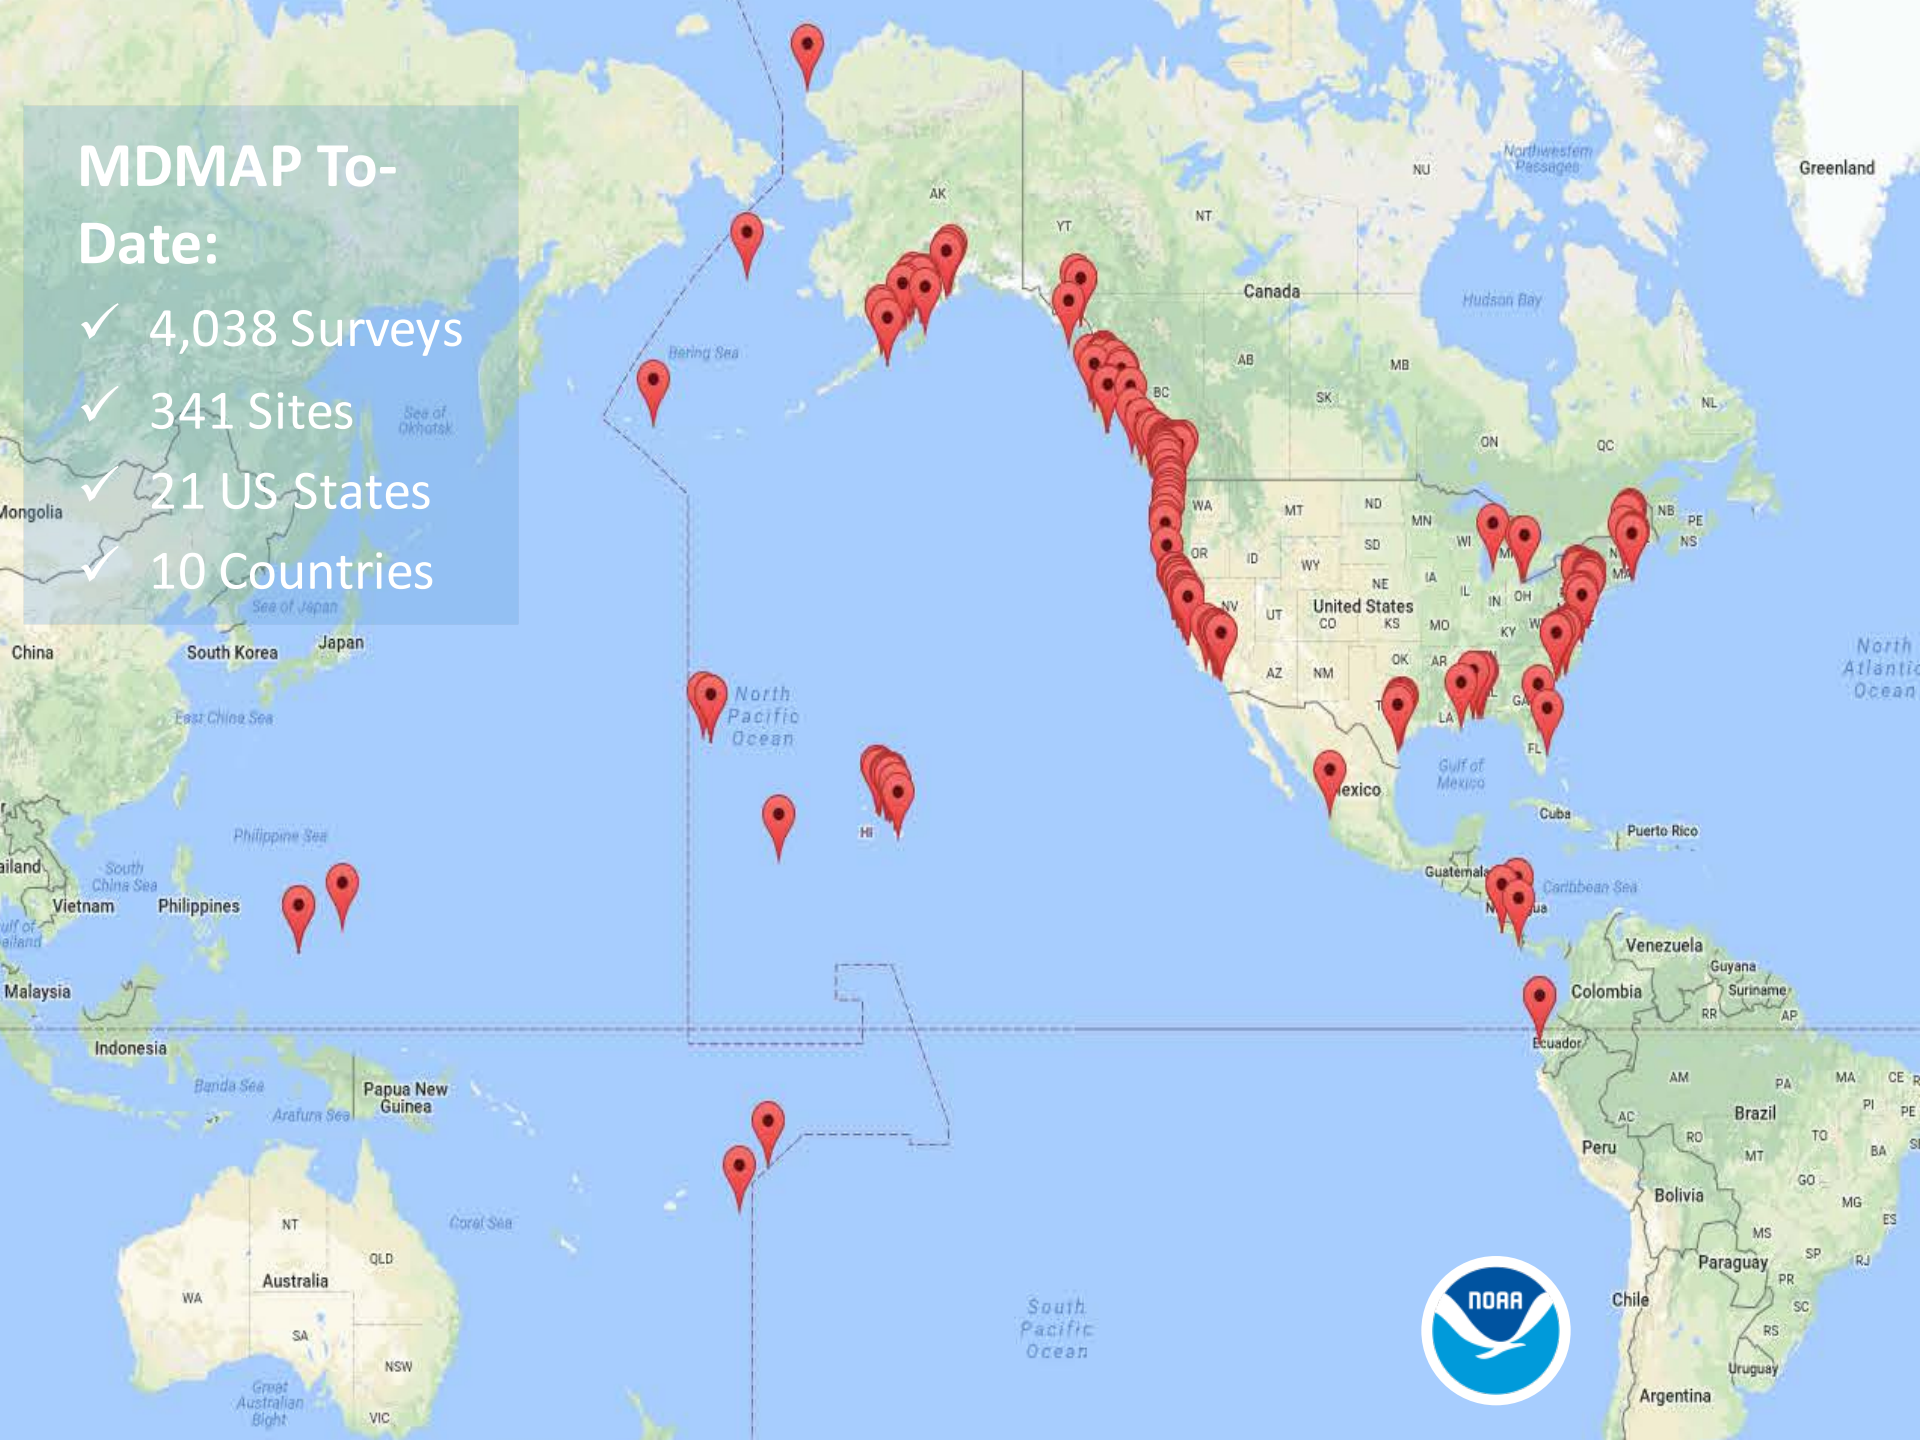 MDMAP To-
Date:
✓ 4,038 Surveys
✓ 341 Sites
✓ 21 US States
✓ 10 Countries
Northwestern
Passages
Greenland
NU
AK
NT
YT
Canada
Hudson Bay
Bering Sea
AB
MB
BC
SK
NL
Sea of
Okhotsk
ON
QC
Mongolia
WA
MT
ND
MN
NB
PE
NS
OR
ID
SD
WI
WY
NE
IA
MA
Sea of Japan
NV
UT
United States
CO
KS
IL
IN
OH
MO
KY
China
South Korea
Japan
North
Atlantic
Ocean
AZ
NM
OK
AR
GA
LA
East China Sea
North
Pacific
Ocean
FL
Gulf of
Mexico
Cuba
Puerto Rico
HI
Philippine Sea
South
China Sea
Vietnam
Philippines
Caribbean Sea
Venezuela
Guyana
Suriname
Malaysia
Colombia
RR
AP
Indonesia
Ecuador
Banda Sea
Arafura Sea
Papua New
Guinea
AM
PA
MA
CE
PI
PE
AC
Brazil
RO
TO
BA
Peru
MT
GO
Bolivia
MG
ES
NT
Coral Sea
QLD
MS
SP
RJ
Paraguay
PR
Australia
WA
Chile
SC
SA
South
Pacific
Ocean
NOAA
RS
NSW
Uruguay
Great
Australian
Bight
VIC
Argentina